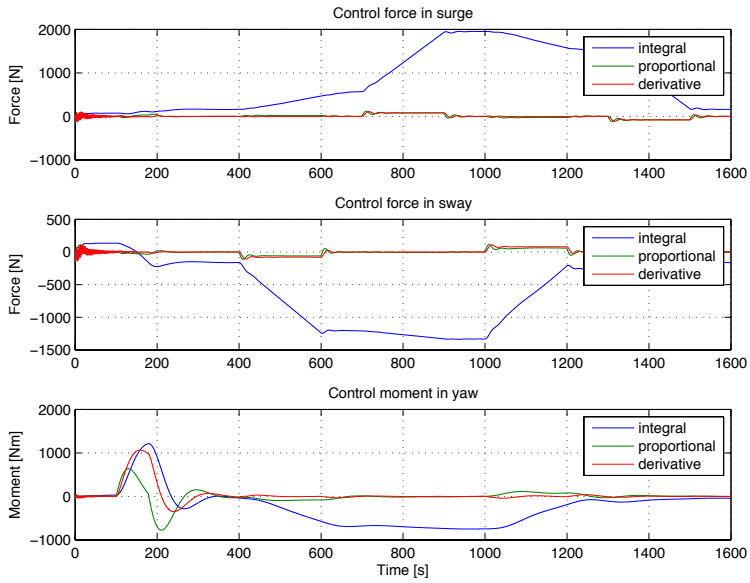 Control force in surge
2000
1000
0
-1000
Force [N]
integral
proportional
derivative
0 200 400 600 800 1000 1200 1400 1600
Control force in sway
500
0
-500
-1000
-1500
Force [N]
integral
proportional
derivative
0 200 400 600 800 1000 1200 1400 1600
Control moment in yaw
2000
1000
0
-1000
Moment [Nm]
integral
proportional
derivative
0 200 400 600 800 1000 1200 1400 1600
Time [s]